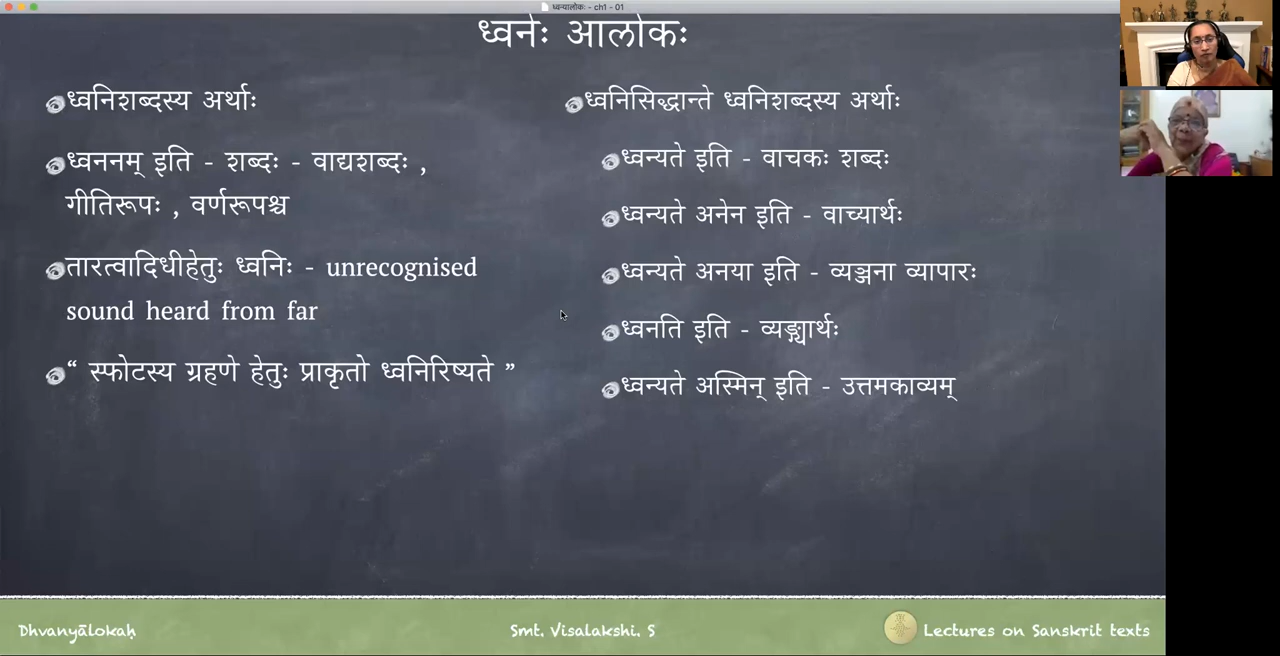 ध्वन्यालोकः - ch1 - 01
ध्वनेः आलोकः
ध्वनिशब्दस्य अर्थाः
ध्वननम् इति - शब्दः - वाद्यशब्दः ,
गीतिरूपः , वर्णरूपश्च
तारत्वादिधीहेतुः ध्वनिः - unrecognised
sound heard from far
“ स्फोटस्य ग्रहणे हेतुः प्राकृतो ध्वनिरिष्यते ”
ध्वनिसिद्धान्ते ध्वनिशब्दस्य अर्थाः
ध्वन्यते इति - वाचकः शब्दः
ध्वन्यते अनेन इति - वाच्यार्थः
ध्वन्यते अनया इति - व्यञ्जना व्यापारः
ध्वनति इति - व्यङ्ग्यार्थः
ध्वन्यते अस्मिन् इति - उत्तमकाव्यम्
Dhvanyālokaḥ
Smt. Visalakshi. S
Lectures on Sanskrit texts